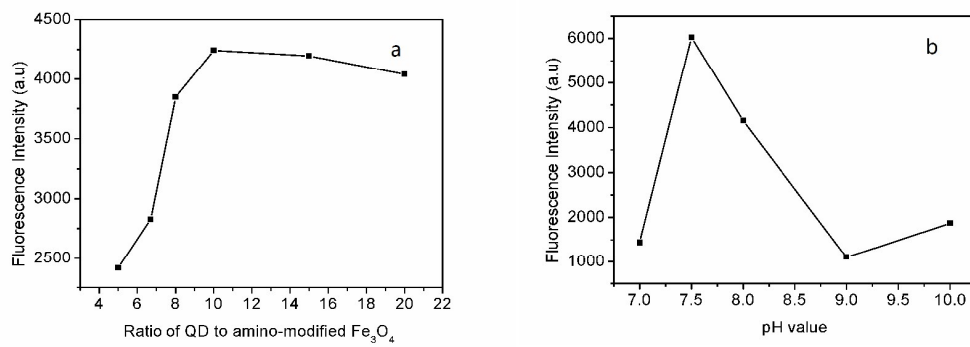 a
4500
4000
3500
3000
2500
Fluorescence Intensity (a.u)
4 6 8 10 12 14 16 18 20 22
Ratio of QD to amino-modified Fe₃O₄
b
6000
5000
4000
3000
2000
1000
Fluorescence Intensity (a.u)
7.0 7.5 8.0 8.5 9.0 9.5 10.0
pH value